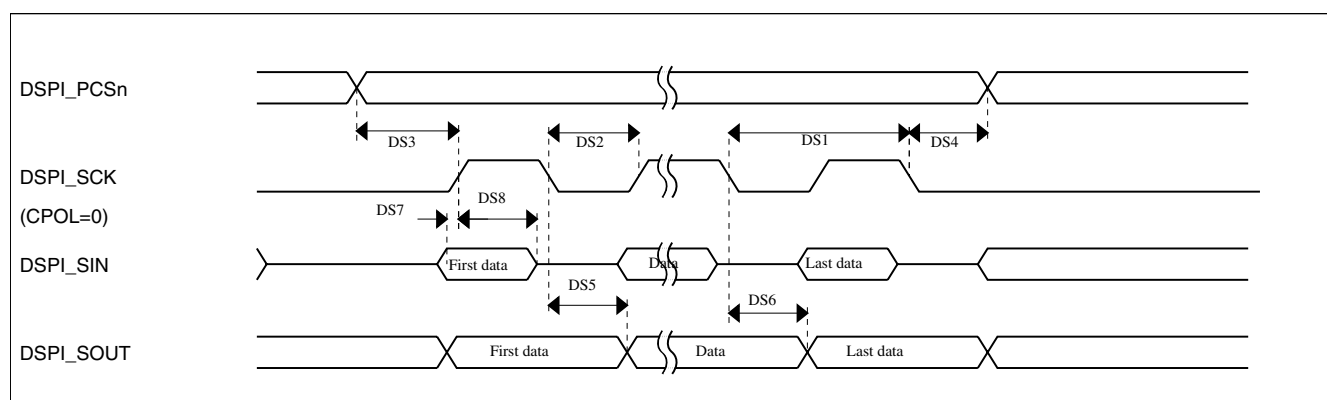 DSPI_PCSn
DS3
DS2
DS1
DS4
DSPI_SCK
(CPOL=0)
DS7
DS8
DSPI_SIN
First data
Data
Last data
DS5
DS6
DSPI_SOUT
First data
Data
Last data